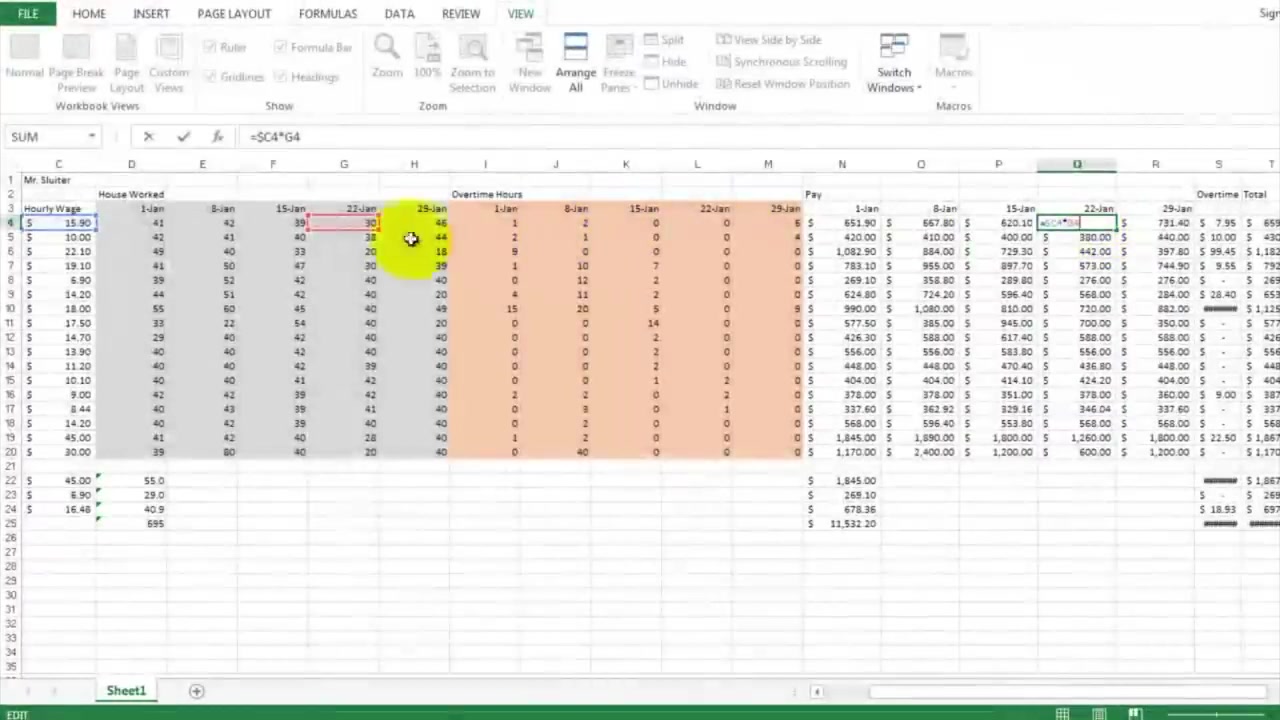 FILE HOME INSERT PAGE LAYOUT FORMULAS DATA REVIEW VIEW Sign
Normal Page Break Preview Page Layout Custom Views Ruler Formula Bar Gridlines Headings Zoom 100% Zoom to Selection New Window Arrange All Freeze Panes Split Hide Unhide View Side by Side Synchronous Scrolling Reset Window Position Switch Windows Macros
Workbook Views Show Zoom Window Macros
SUM =$C4*G4
C D E F G H I J K L M N O P Q R S T
1 Mr. Sluiter
2 House Worked Overtime Hours Pay Overtime Total
3 Hourly Wage 1-Jan 8-Jan 15-Jan 22-Jan 29-Jan 1-Jan 8-Jan 15-Jan 22-Jan 29-Jan 1-Jan 8-Jan 15-Jan 22-Jan 29-Jan
4 $ 15.90 41 42 39 30 46 1 2 0 0 6 $ 651.90 $ 667.80 $ 620.10 =$C4*G4 $ 731.40 $ 7.95 $ 659
5 $ 10.00 42 41 40 38 44 2 1 0 0 4 $ 420.00 $ 410.00 $ 400.00 $ 380.00 $ 440.00 $ 10.00 $ 430
6 $ 22.10 49 40 33 20 18 9 0 0 0 0 $ 1,082.90 $ 884.00 $ 729.30 $ 442.00 $ 397.80 $ 99.45 $ 1,182
7 $ 19.10 41 50 47 30 39 1 10 7 0 0 $ 783.10 $ 955.00 $ 897.70 $ 573.00 $ 744.90 $ 9.55 $ 792
8 $ 6.90 39 52 42 40 40 0 12 2 0 0 $ 269.10 $ 358.80 $ 289.80 $ 276.00 $ 276.00 $ - $ 269
9 $ 14.20 44 51 42 40 20 4 11 2 0 0 $ 624.80 $ 724.20 $ 596.40 $ 568.00 $ 284.00 $ 28.40 $ 653
10 $ 18.00 55 60 45 40 49 15 20 5 0 9 $ 990.00 $ 1,080.00 $ 810.00 $ 720.00 $ 882.00 ###### $ 1,125
11 $ 17.50 33 22 54 40 20 0 0 14 0 0 $ 577.50 $ 385.00 $ 945.00 $ 700.00 $ 350.00 $ - $ 577
12 $ 14.70 29 40 42 40 40 0 0 2 0 0 $ 426.30 $ 588.00 $ 617.40 $ 588.00 $ 588.00 $ - $ 426
13 $ 13.90 40 40 42 40 40 0 0 2 0 0 $ 556.00 $ 556.00 $ 583.80 $ 556.00 $ 556.00 $ - $ 556
14 $ 11.20 40 40 42 39 40 0 0 2 0 0 $ 448.00 $ 448.00 $ 470.40 $ 436.80 $ 448.00 $ - $ 448
15 $ 10.10 40 40 41 42 40 0 0 1 2 0 $ 404.00 $ 404.00 $ 414.10 $ 424.20 $ 404.00 $ - $ 404
16 $ 9.00 42 42 39 42 40 2 2 0 2 0 $ 378.00 $ 378.00 $ 351.00 $ 378.00 $ 360.00 $ 9.00 $ 387
17 $ 8.44 40 43 39 41 40 0 3 0 1 0 $ 337.60 $ 362.92 $ 329.16 $ 346.04 $ 337.60 $ - $ 337
18 $ 14.20 40 42 39 40 40 0 2 0 0 0 $ 568.00 $ 596.40 $ 553.80 $ 568.00 $ 568.00 $ - $ 568
19 $ 45.00 41 42 40 28 40 1 2 0 0 0 $ 1,845.00 $ 1,890.00 $ 1,800.00 $ 1,260.00 $ 1,800.00 $ 22.50 $ 1,867
20 $ 30.00 39 80 40 20 40 0 40 0 0 0 $ 1,170.00 $ 2,400.00 $ 1,200.00 $ 600.00 $ 1,200.00 $ - $ 1,170
21
22 $ 45.00 55.0 $ 1,845.00 ###### $ 1,867
23 $ 6.90 29.0 $ 269.10 $ - $ 269
24 $ 16.48 40.9 $ 678.36 $ 18.93 $ 697
25 695 $ 11,532.20 ###### ######
26
27
28
29
30
31
32
33
34
35
Sheet1
EDIT